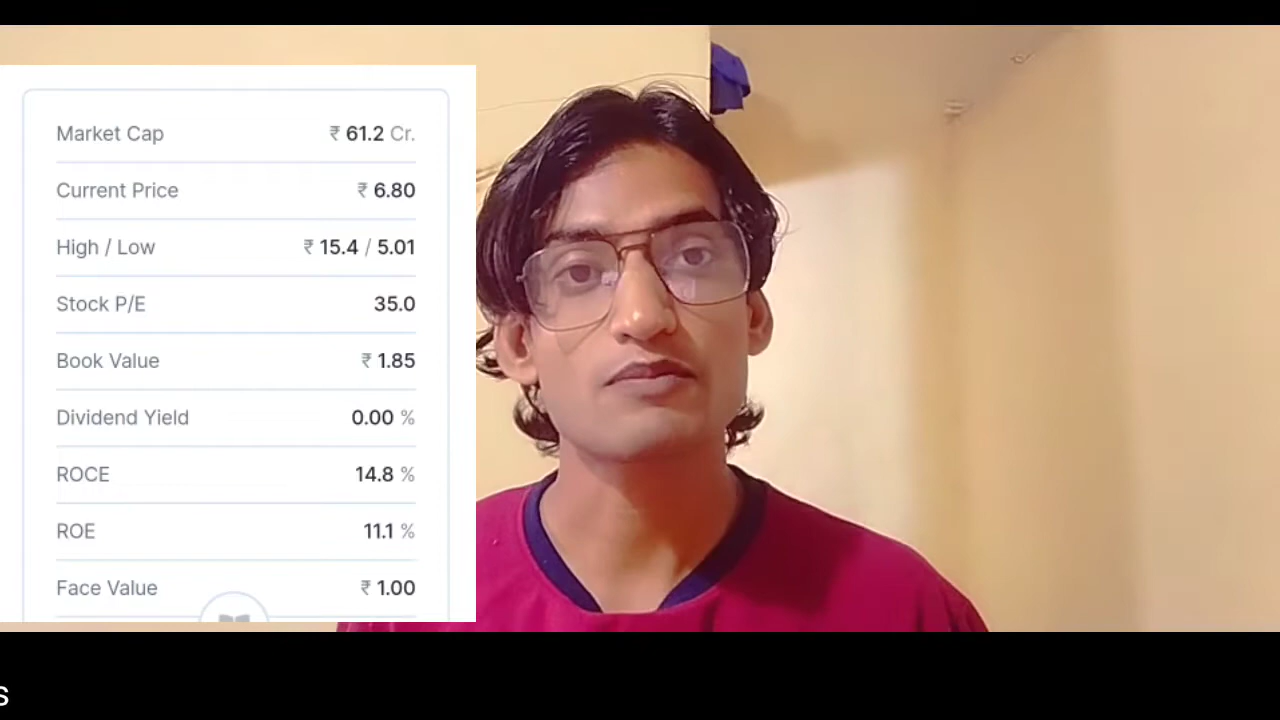 Market Cap ₹ 61.2 Cr.
Current Price ₹ 6.80
High / Low ₹ 15.4 / 5.01
Stock P/E 35.0
Book Value ₹ 1.85
Dividend Yield 0.00 %
ROCE 14.8 %
ROE 11.1 %
Face Value ₹ 1.00
s